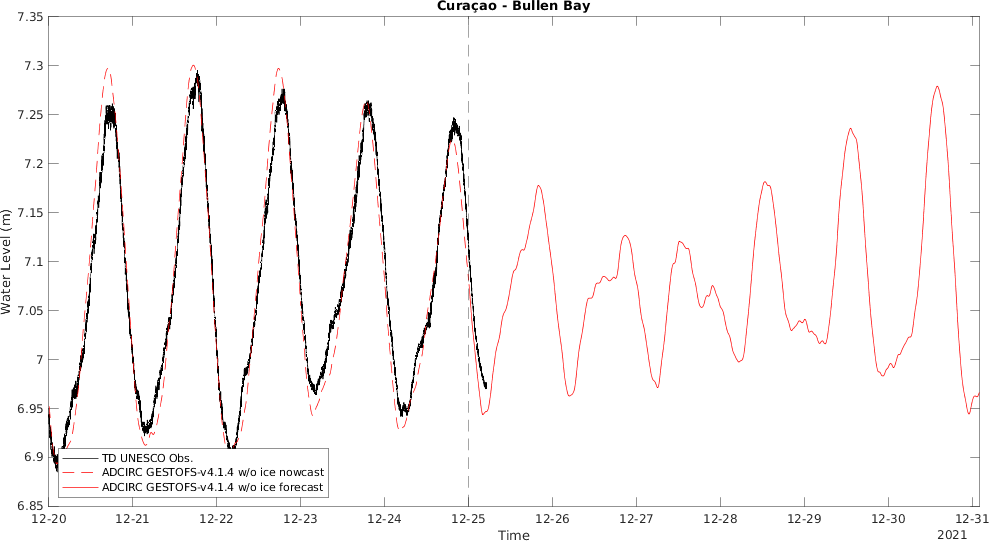 Curaçao - Bullen Bay
7.35
7.3
7.25
7.2
7.15
7.1
7.05
7
6.95
6.9
6.85
Water Level (m)
TD UNESCO Obs.
ADCIRC GESTOFS-v4.1.4 w/o ice nowcast
ADCIRC GESTOFS-v4.1.4 w/o ice forecast
12-20 12-21 12-22 12-23 12-24 12-25 12-26 12-27 12-28 12-29 12-30 12-31
Time
2021